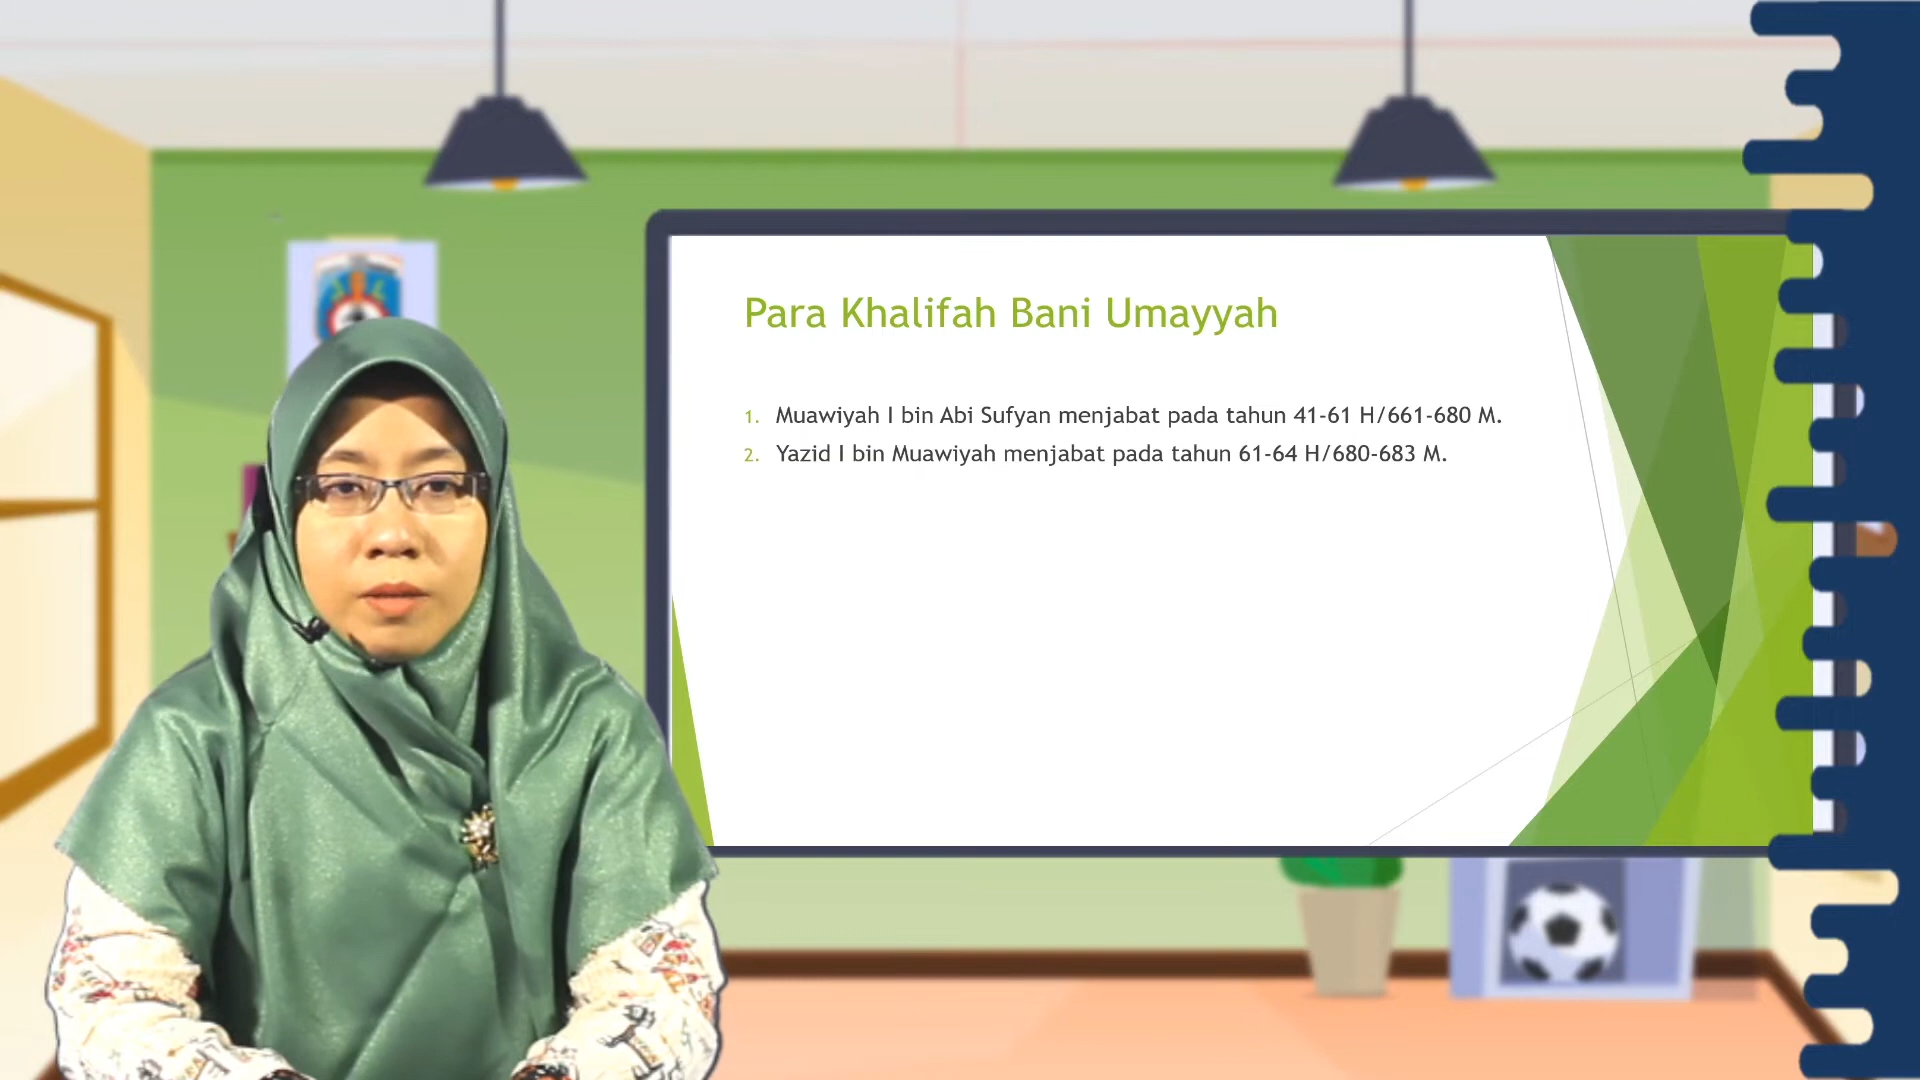 Para Khalifah Bani Umayyah
1. Muawiyah I bin Abi Sufyan menjabat pada tahun 41-61 H/661-680 M.
2. Yazid I bin Muawiyah menjabat pada tahun 61-64 H/680-683 M.